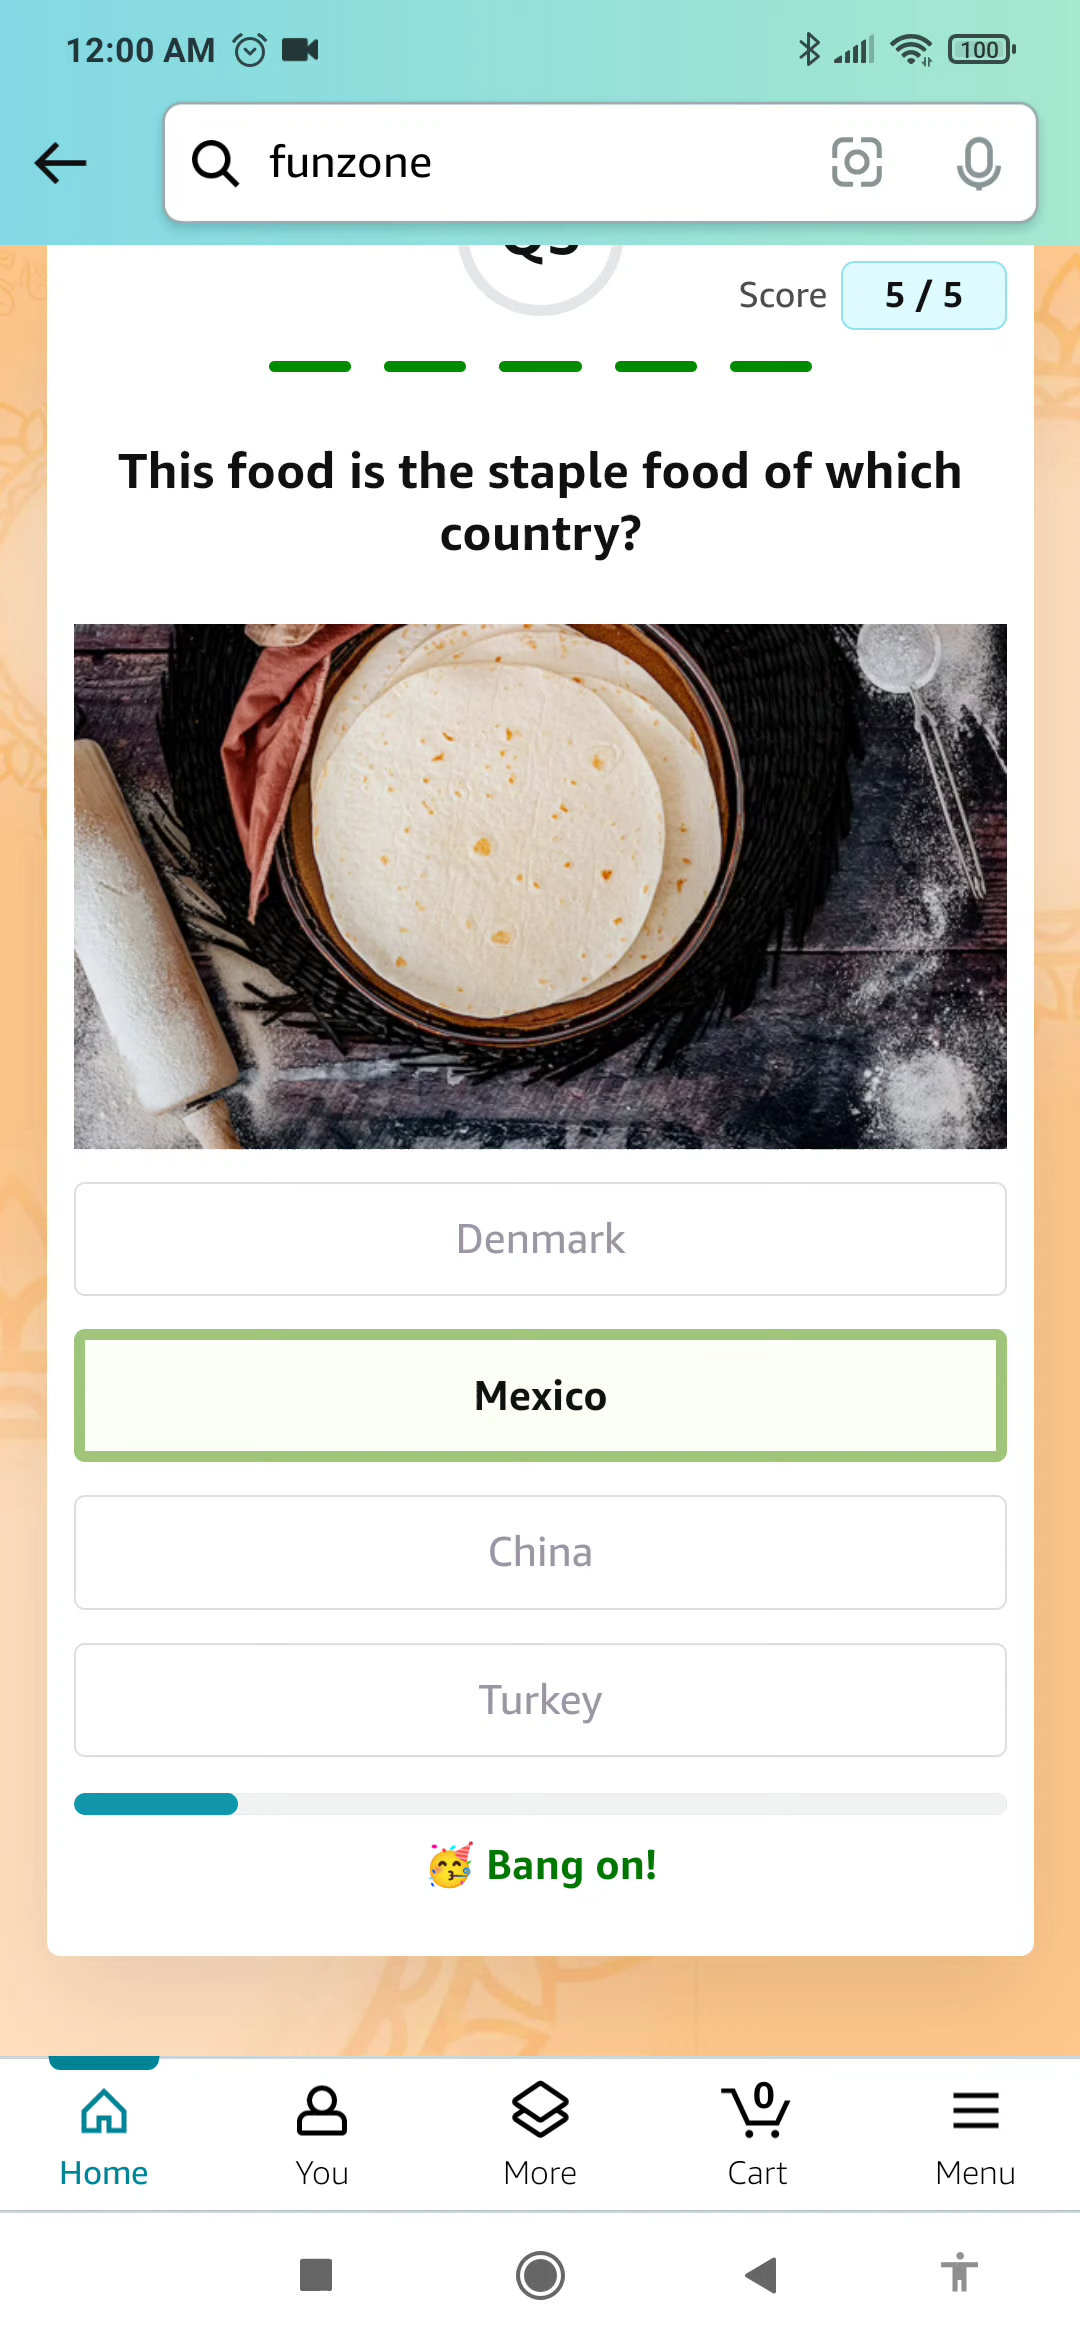 12:00 AM
100
funzone
Score 5 / 5
This food is the staple food of which
country?
Denmark
Mexico
China
Turkey
🥳 Bang on!
0
Home You More Cart Menu